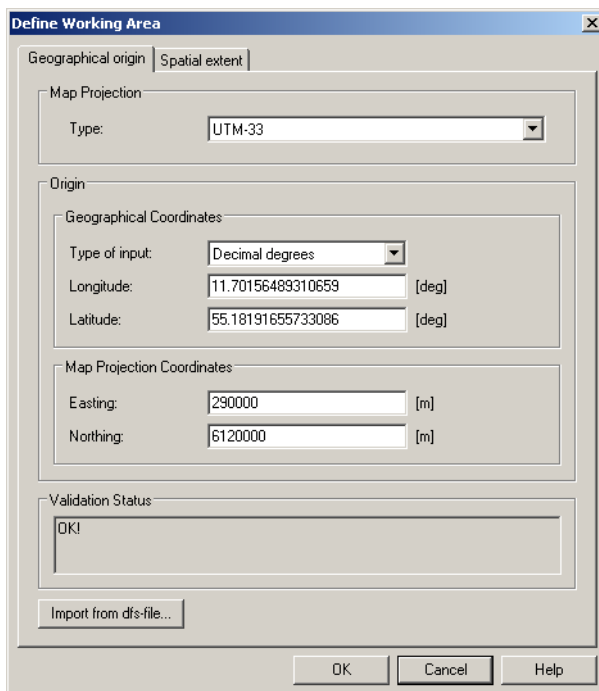 Define Working Area
Geographical origin Spatial extent
Map Projection
Type: UTM-33
Origin
Geographical Coordinates
Type of input: Decimal degrees
Longitude: 11.70156489310659 [deg]
Latitude: 55.18191655733086 [deg]
Map Projection Coordinates
Easting: 290000 [m]
Northing: 6120000 [m]
Validation Status
OK!
Import from dfs-file...
OK Cancel Help